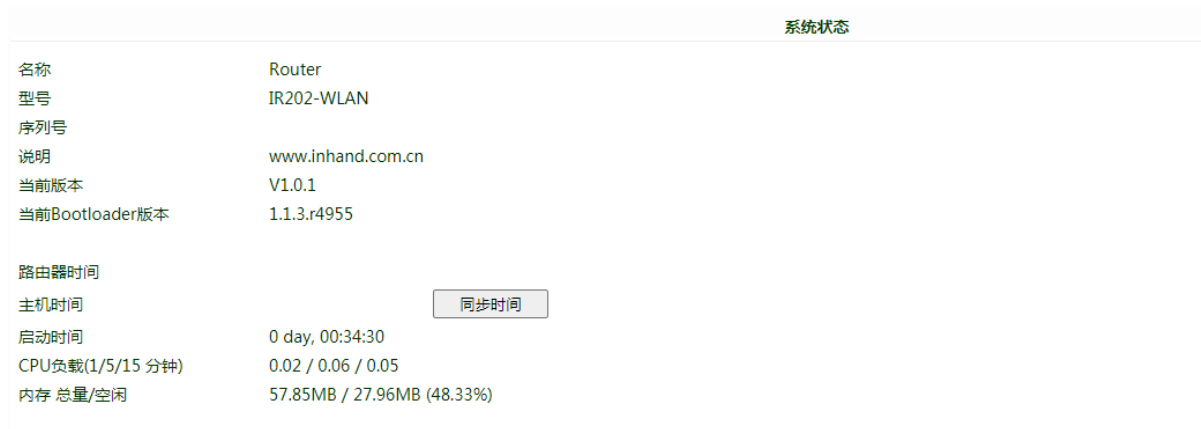 系统状态
名称 Router
型号 IR202-WLAN
序列号
说明 www.inhand.com.cn
当前版本 V1.0.1
当前Bootloader版本 1.1.3.r4955
路由器时间
主机时间 同步时间
启动时间 0 day, 00:34:30
CPU负载(1/5/15 分钟) 0.02 / 0.06 / 0.05
内存 总量/空闲 57.85MB / 27.96MB (48.33%)